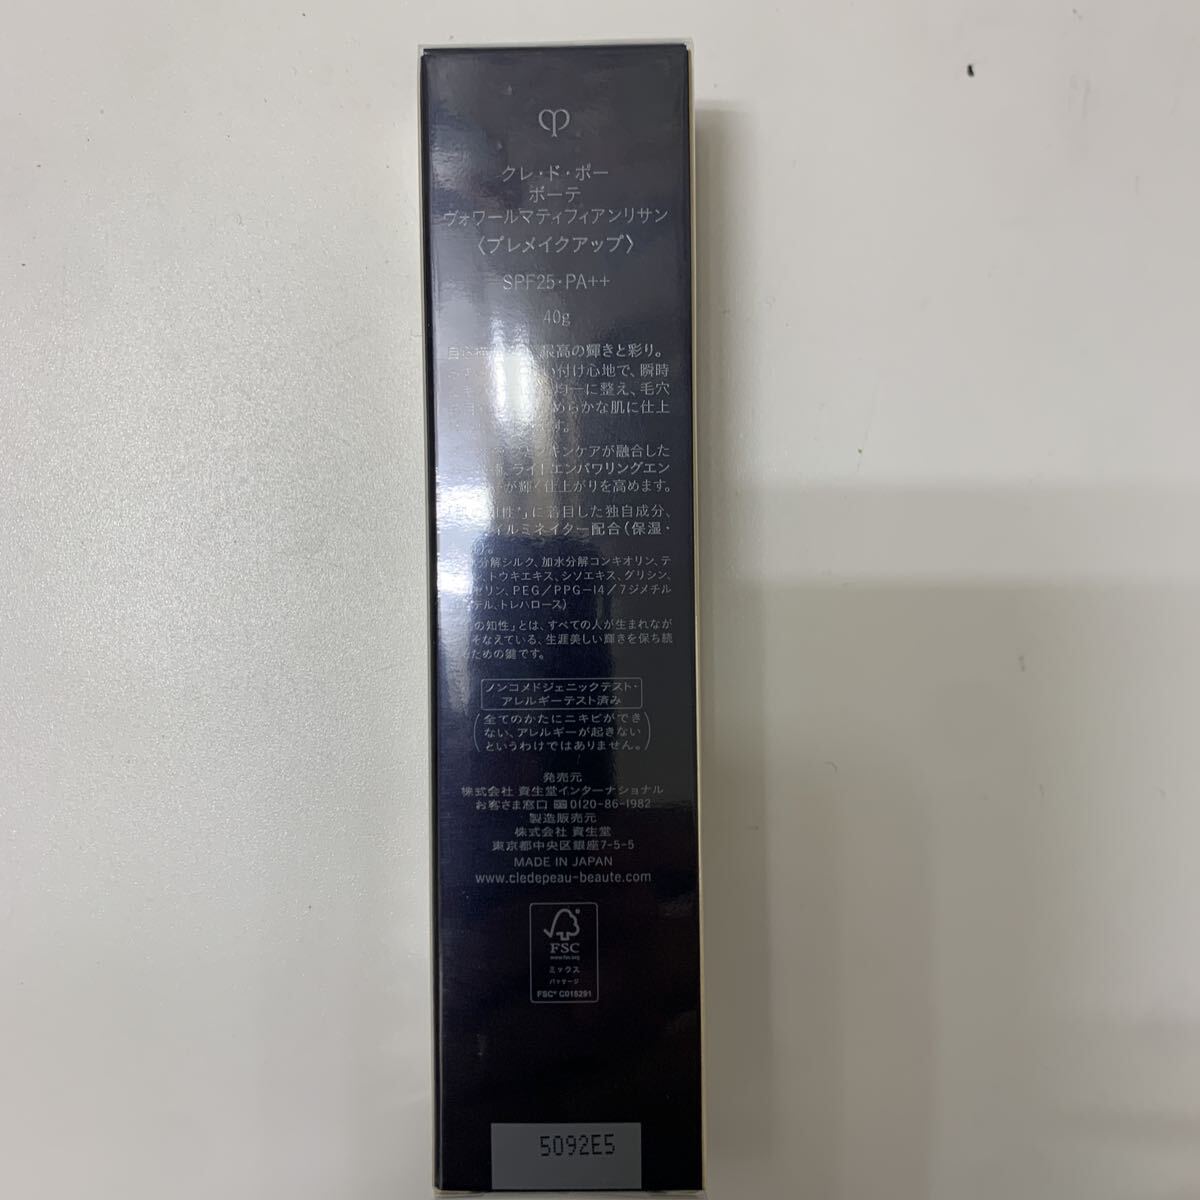 クレ・ド・ポー
ボーテ
ヴォワールマティフィアンリサン
〈プレメイクアップ〉
SPF25・PA++
40g
最高の輝きと彩り。
い付け心地で、瞬時
一に整え、毛穴
めらかな肌に仕上
す。
キンケアが融合した
、ライトエンパワリングエン
が輝く仕上がりを高めます。
に着目した独自成分、
イルミネイター配合(保湿・
)。
分解シルク、加水分解コンキオリン、テ
、トウキエキス、シソエキス、グリシン、
セリン、PEG/PPG-14/7ジメチル
テル、トレハロース)
の知性」とは、すべての人が生まれなが
そなえている、生涯美しい輝きを保ち続
ための鍵です。
ノンコメドジェニックテスト・
アレルギーテスト済み
(全てのかたにニキビができ
ない、アレルギーが起きない
というわけではありません。)
発売元
株式会社 資生堂インターナショナル
お客さま窓口 0120-86-1982
製造販売元
株式会社 資生堂
東京都中央区銀座7-5-5
MADE IN JAPAN
www.cledepeau-beaute.com
FSC
www.fsc.org
ミックス
パッケージ
FSC® C015291
5092E5